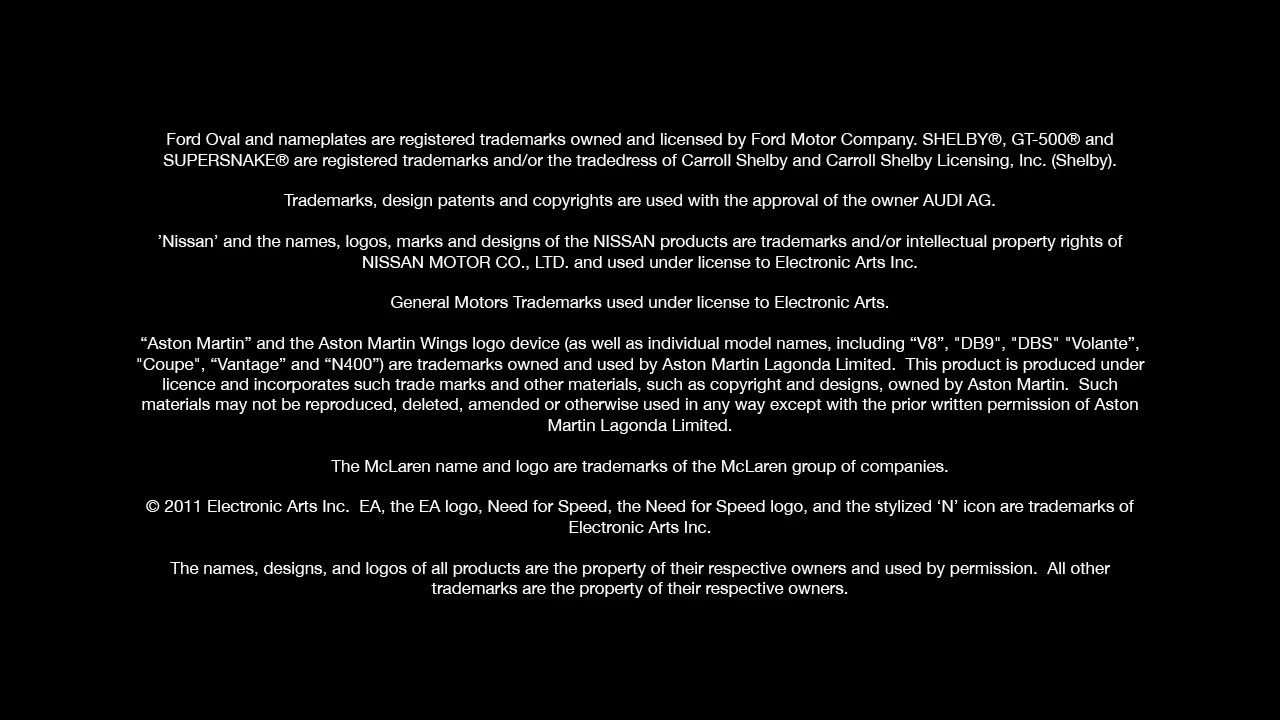 Ford Oval and nameplates are registered trademarks owned and licensed by Ford Motor Company. SHELBY®, GT-500® and
SUPERSNAKE® are registered trademarks and/or the tradedress of Carroll Shelby and Carroll Shelby Licensing, Inc. (Shelby).
Trademarks, design patents and copyrights are used with the approval of the owner AUDI AG.
’Nissan’ and the names, logos, marks and designs of the NISSAN products are trademarks and/or intellectual property rights of
NISSAN MOTOR CO., LTD. and used under license to Electronic Arts Inc.
General Motors Trademarks used under license to Electronic Arts.
“Aston Martin” and the Aston Martin Wings logo device (as well as individual model names, including “V8”, "DB9", "DBS" "Volante”,
"Coupe", “Vantage” and “N400”) are trademarks owned and used by Aston Martin Lagonda Limited.  This product is produced under
licence and incorporates such trade marks and other materials, such as copyright and designs, owned by Aston Martin.  Such
materials may not be reproduced, deleted, amended or otherwise used in any way except with the prior written permission of Aston
Martin Lagonda Limited.
The McLaren name and logo are trademarks of the McLaren group of companies.
© 2011 Electronic Arts Inc.  EA, the EA logo, Need for Speed, the Need for Speed logo, and the stylized ‘N’ icon are trademarks of
Electronic Arts Inc.
The names, designs, and logos of all products are the property of their respective owners and used by permission.  All other
trademarks are the property of their respective owners.